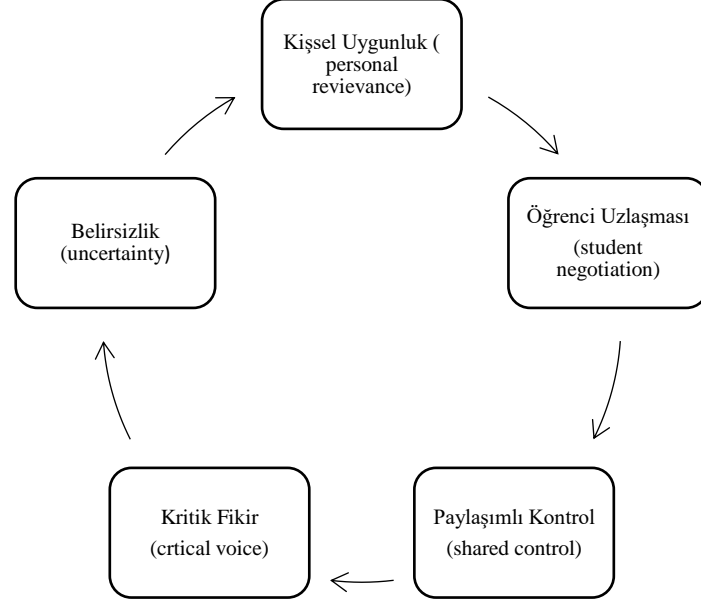 Kişsel Uygunluk (
personal
revievance)
Öğrenci Uzlaşması
(student
negotiation)
Paylaşımlı Kontrol
(shared control)
Kritik Fikir
(crtical voice)
Belirsizlik
(uncertainty)